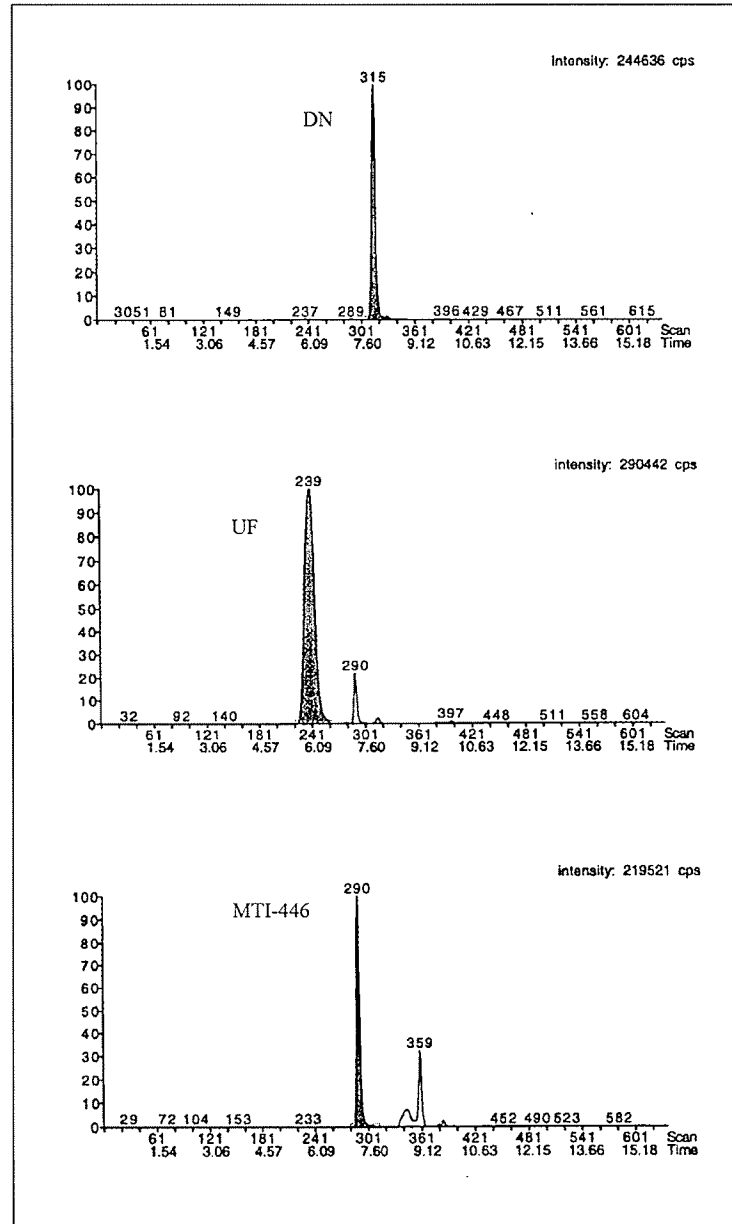 Intensity: 244636 cps
315
DN
100
90
80
70
60
50
40
30
20
10
0
3051 81 149 237 289 396 429 467 511 561 615
61 121 181 241 301 361 421 481 541 601 Scan
1.54 3.06 4.57 6.09 7.60 9.12 10.63 12.15 13.66 15.18 Time
intensity: 290442 cps
239
UF
100
90
80
70
60
50
40
30
20
10
0
290
32 92 140 397 448 511 558 604
61 121 181 241 301 361 421 481 541 601 Scan
1.54 3.06 4.57 6.09 7.60 9.12 10.63 12.15 13.66 15.18 Time
intensity: 219521 cps
290
MTI-446
100
90
80
70
60
50
40
30
20
10
0
359
29 72 104 153 233 452 490 523 582
61 121 181 241 301 361 421 481 541 601 Scan
1.54 3.06 4.57 6.09 7.60 9.12 10.63 12.15 13.66 15.18 Time